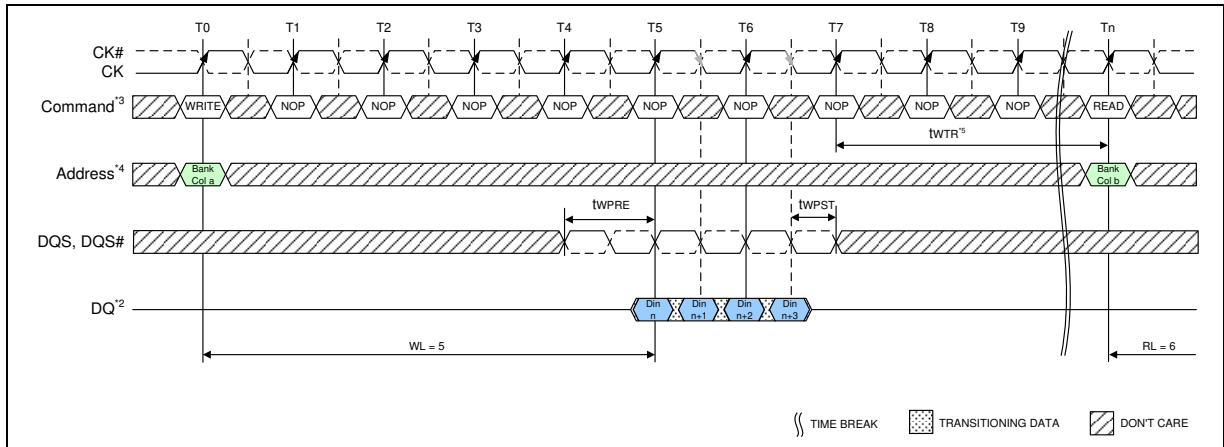 T0 T1 T2 T3 T4 T5 T6 T7 T8 T9 Tn
CK#
CK
Command*3 WRITE NOP NOP NOP NOP NOP NOP NOP NOP NOP READ
tWTR*5
Address*4 Bank Col a Bank Col b
tWPRE tWPST
DQS, DQS#
DQ*2 Din n Din n+1 Din n+2 Din n+3
WL = 5 RL = 6
TIME BREAK TRANSITIONING DATA DON'T CARE